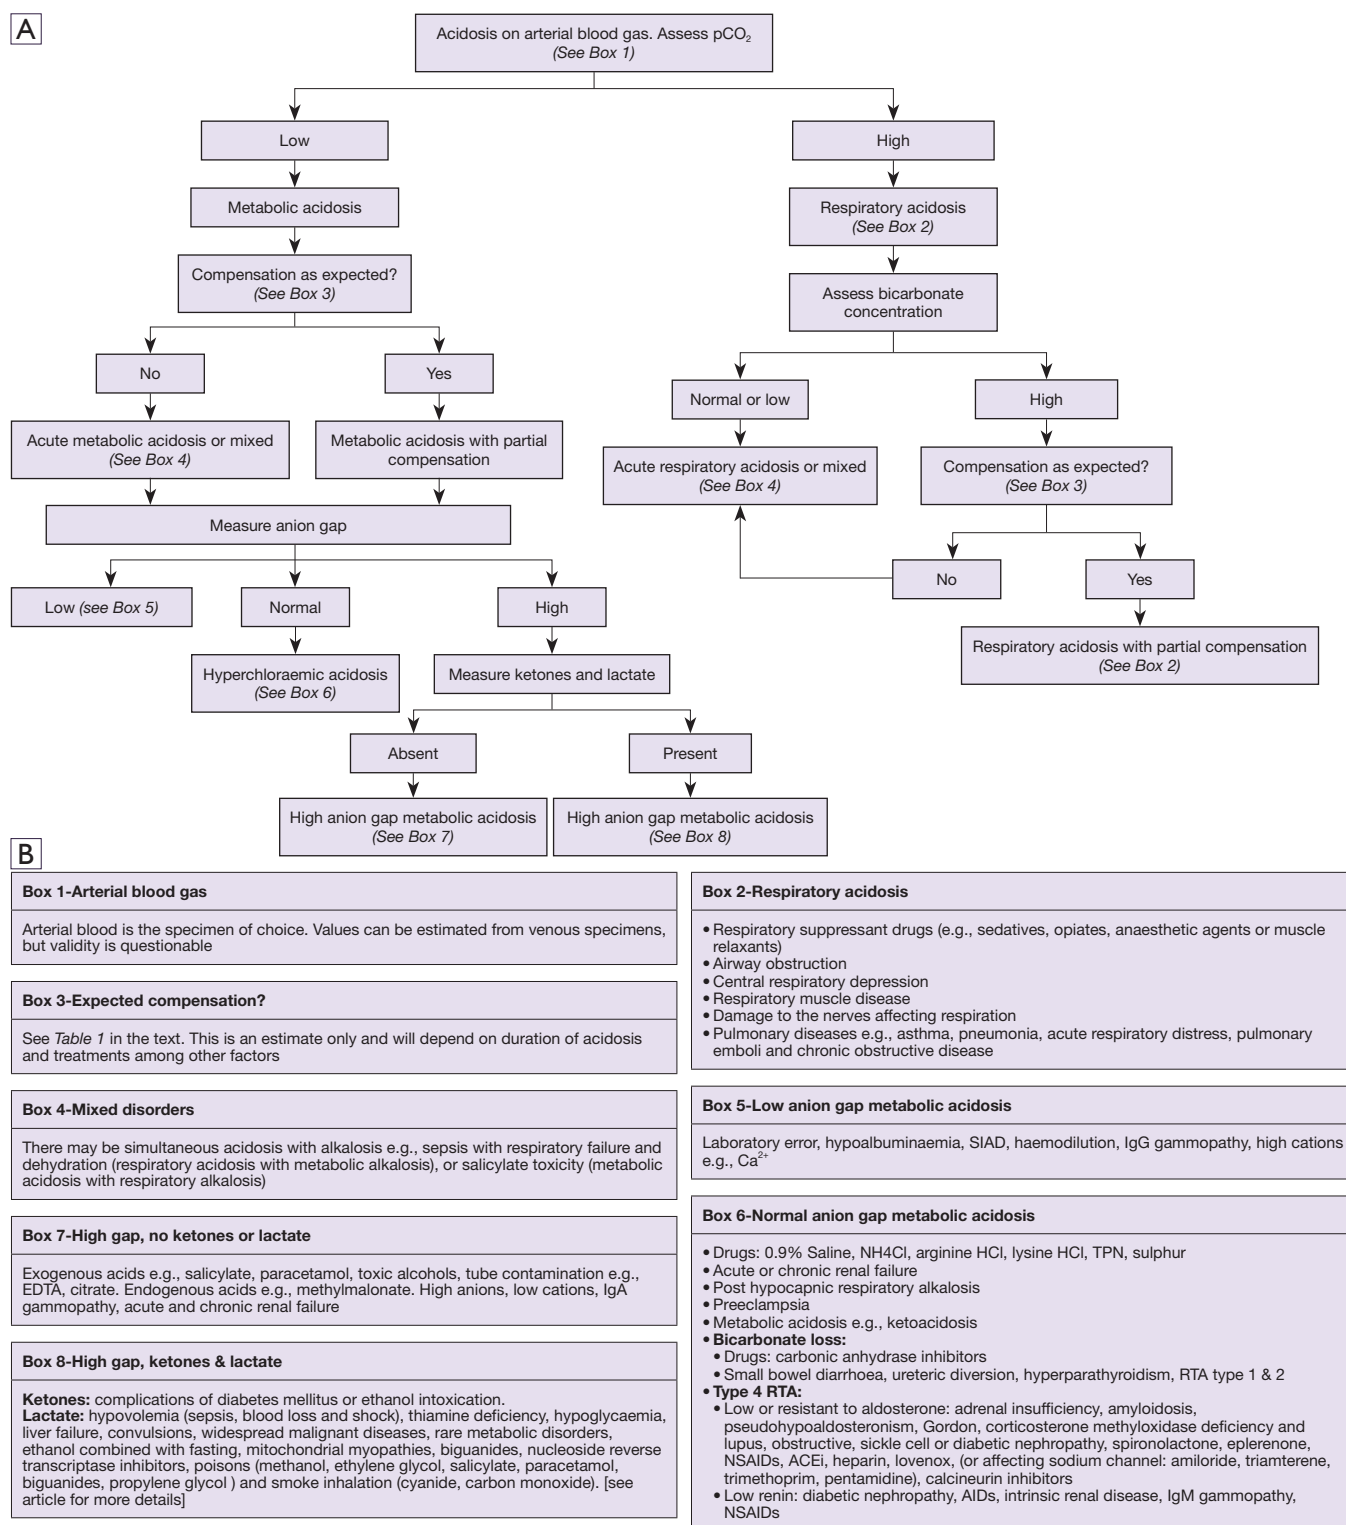 A
Acidosis on arterial blood gas. Assess pCO₂
(See Box 1)
Low
High
Metabolic acidosis
Respiratory acidosis
(See Box 2)
Compensation as expected?
(See Box 3)
Assess bicarbonate
concentration
No
Yes
Normal or low
High
Acute metabolic acidosis or mixed
(See Box 4)
Metabolic acidosis with partial
compensation
Acute respiratory acidosis or mixed
(See Box 4)
Compensation as expected?
(See Box 3)
Measure anion gap
No
Yes
Low (see Box 5)
Normal
High
Respiratory acidosis with partial compensation
(See Box 2)
Hyperchloraemic acidosis
(See Box 6)
Measure ketones and lactate
Absent
Present
High anion gap metabolic acidosis
(See Box 7)
High anion gap metabolic acidosis
(See Box 8)
B
Box 1-Arterial blood gas
Arterial blood is the specimen of choice. Values can be estimated from venous specimens,
but validity is questionable
Box 3-Expected compensation?
See Table 1 in the text. This is an estimate only and will depend on duration of acidosis
and treatments among other factors
Box 4-Mixed disorders
There may be simultaneous acidosis with alkalosis e.g., sepsis with respiratory failure and
dehydration (respiratory acidosis with metabolic alkalosis), or salicylate toxicity (metabolic
acidosis with respiratory alkalosis)
Box 7-High gap, no ketones or lactate
Exogenous acids e.g., salicylate, paracetamol, toxic alcohols, tube contamination e.g.,
EDTA, citrate. Endogenous acids e.g., methylmalonate. High anions, low cations, IgA
gammopathy, acute and chronic renal failure
Box 8-High gap, ketones & lactate
Ketones: complications of diabetes mellitus or ethanol intoxication.
Lactate: hypovolemia (sepsis, blood loss and shock), thiamine deficiency, hypoglycaemia,
liver failure, convulsions, widespread malignant diseases, rare metabolic disorders,
ethanol combined with fasting, mitochondrial myopathies, biguanides, nucleoside reverse
transcriptase inhibitors, poisons (methanol, ethylene glycol, salicylate, paracetamol,
biguanides, propylene glycol ) and smoke inhalation (cyanide, carbon monoxide). [see
article for more details]
Box 2-Respiratory acidosis
• Respiratory suppressant drugs (e.g., sedatives, opiates, anaesthetic agents or muscle
relaxants)
• Airway obstruction
• Central respiratory depression
• Respiratory muscle disease
• Damage to the nerves affecting respiration
• Pulmonary diseases e.g., asthma, pneumonia, acute respiratory distress, pulmonary
emboli and chronic obstructive disease
Box 5-Low anion gap metabolic acidosis
Laboratory error, hypoalbuminaemia, SIAD, haemodilution, IgG gammopathy, high cations
e.g., Ca²⁺
Box 6-Normal anion gap metabolic acidosis
• Drugs: 0.9% Saline, NH4Cl, arginine HCl, lysine HCl, TPN, sulphur
• Acute or chronic renal failure
• Post hypocapnic respiratory alkalosis
• Preeclampsia
• Metabolic acidosis e.g., ketoacidosis
• Bicarbonate loss:
• Drugs: carbonic anhydrase inhibitors
• Small bowel diarrhoea, ureteric diversion, hyperparathyroidism, RTA type 1 & 2
• Type 4 RTA:
• Low or resistant to aldosterone: adrenal insufficiency, amyloidosis,
pseudohypoaldosteronism, Gordon, corticosterone methyloxidase deficiency and
lupus, obstructive, sickle cell or diabetic nephropathy, spironolactone, eplerenone,
NSAIDs, ACEi, heparin, lovenox, (or affecting sodium channel: amiloride, triamterene,
trimethoprim, pentamidine), calcineurin inhibitors
• Low renin: diabetic nephropathy, AIDs, intrinsic renal disease, IgM gammopathy,
NSAIDs